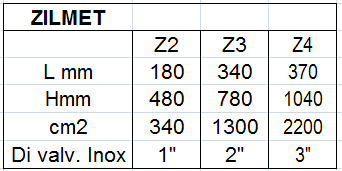 ZILMET
Z2 Z3 Z4
L mm 180 340 370
Hmm 480 780 1040
cm2 340 1300 2200
Di valv. Inox 1" 2" 3"